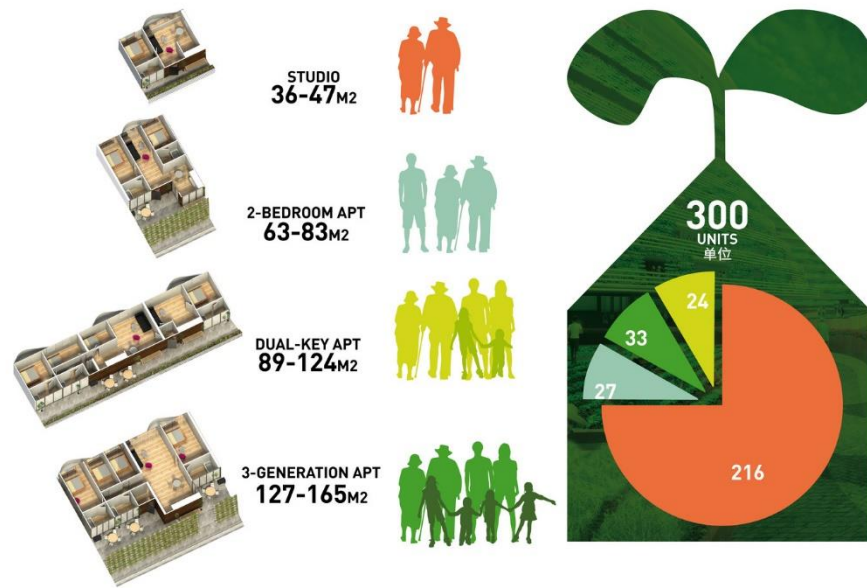 STUDIO
36-47M2
2-BEDROOM APT
63-83M2
DUAL-KEY APT
89-124M2
3-GENERATION APT
127-165M2
300
UNITS
单位
24
33
27
216